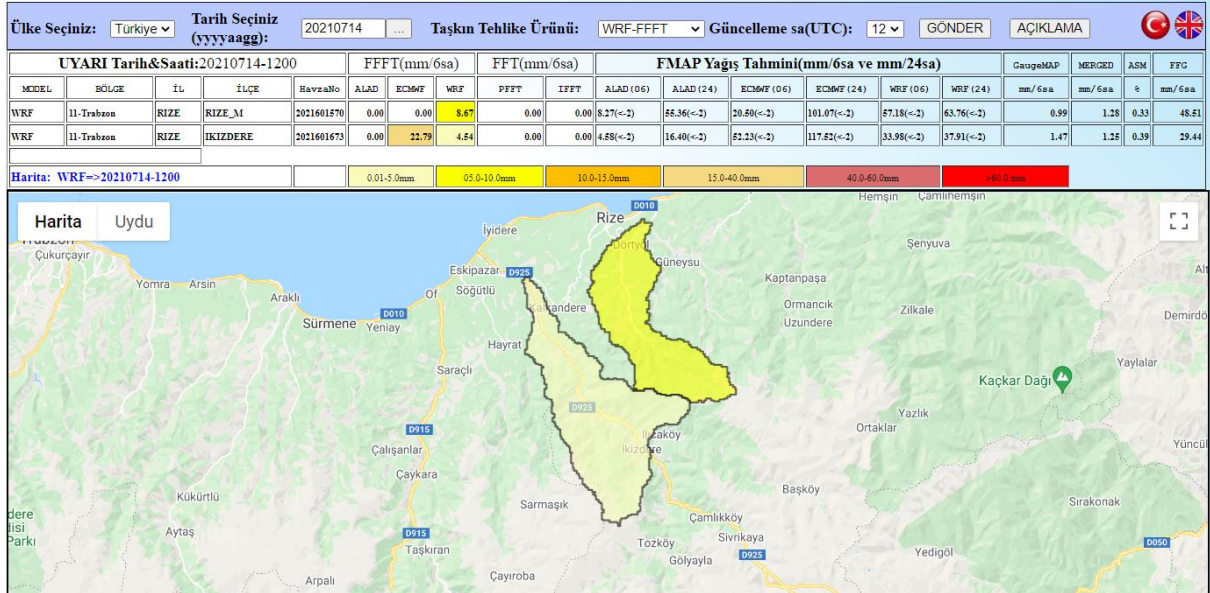 Ülke Seçiniz: Türkiye Tarih Seçiniz (yyyyaagg): 20210714 ... Taşkın Tehlike Ürünü: WRF-FFFT Güncelleme sa(UTC): 12 GÖNDER AÇIKLAMA
UYARI Tarih&Saati:20210714-1200 FFFT(mm/6sa) FFT(mm/6sa) FMAP Yağış Tahmini(mm/6sa ve mm/24sa) GaugeMAP MERGED ASM FFG
MODEL BÖLGE İL İLÇE HavzaNo ALAD ECMWF WRF PFFT IFFT ALAD(06) ALAD(24) ECMWF(06) ECMWF(24) WRF(06) WRF(24) mm/6sa mm/6sa % mm/6sa
WRF 11-Trabzon RIZE RIZE_M 2021601570 0.00 0.00 8.67 0.00 0.00 8.27(<-2) 55.36(<-2) 20.50(<-2) 101.07(<-2) 57.18(<-2) 63.76(<-2) 0.99 1.28 0.33 48.51
WRF 11-Trabzon RIZE IKIZDERE 2021601673 0.00 22.79 4.54 0.00 0.00 4.58(<-2) 16.40(<-2) 52.23(<-2) 117.52(<-2) 33.98(<-2) 37.91(<-2) 1.47 1.25 0.39 29.44
Harita: WRF=>20210714-1200 0.01-5.0mm 05.0-10.0mm 10.0-15.0mm 15.0-40.0mm 40.0-60.0mm >60.0 mm
Hemşin Çamlıhemşin
D010
Harita Uydu
Rize
İyidere
Trabzon
Dörtyol
Şenyuva
Çukurçayır
Güneysu
Eskipazar D925
Kaptanpaşa
Yomra Arsin
Araklı
Of Söğütlü
Kalkandere
Ormancık
Zilkale
D010
Uzundere
Sürmene Yeniay
Hayrat
Yaylalar
Saraçlı
Kaçkar Dağı
D925
Yazlık
D915
Ortaklar
Ilıcaköy
Çalışanlar
İkizdere
Çaykara
Başköy
Kükürtlü
Sarmaşık
Sırakonak
Çamlıkköy
Aytaş
D915
Sivrikaya
D050
Tozköy
Taşkıran
D925
Yedigöl
Gölyayla
Arpalı
Çayıroba